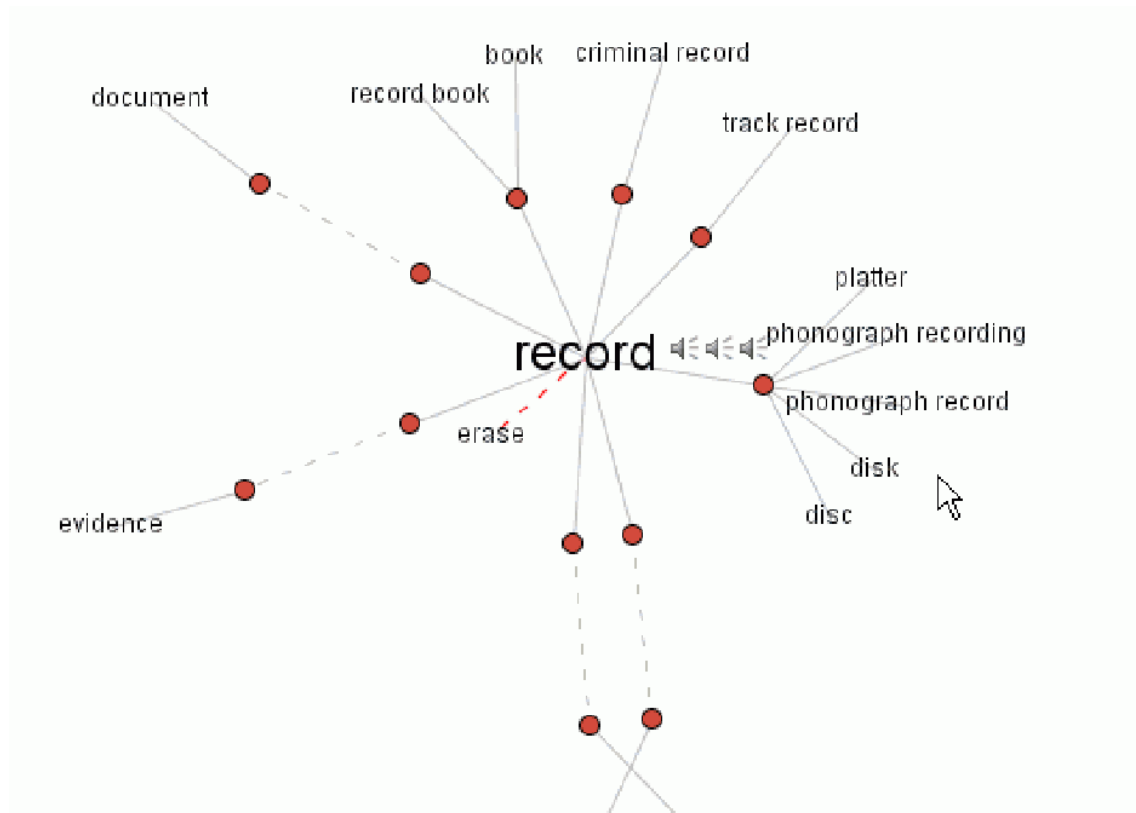 book
criminal record
document
record book
track record
platter
phonograph recording
record
phonograph record
erase
disk
disc
evidence